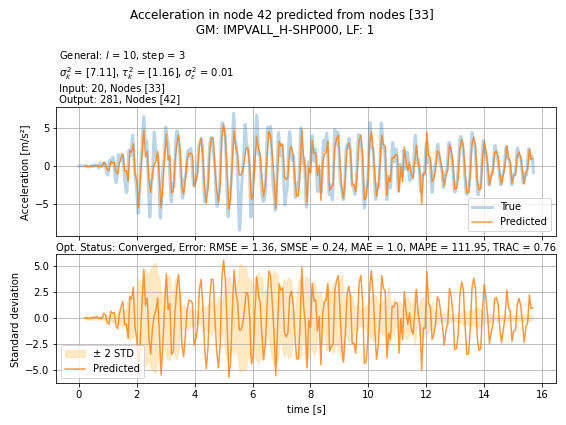 Acceleration in node 42 predicted from nodes [33]
GM: IMPVALL_H-SHP000, LF: 1
General: l = 10, step = 3
σ_k^2 = [7.11], τ_k^2 = [1.16], σ_ε^2 = 0.01
Input: 20, Nodes [33]
Output: 281, Nodes [42]
Acceleration [m/s²]
5
0
−5
True
Predicted
Opt. Status: Converged, Error: RMSE = 1.36, SMSE = 0.24, MAE = 1.0, MAPE = 111.95, TRAC = 0.76
Standard deviation
5.0
2.5
0.0
−2.5
−5.0
± 2 STD
Predicted
0 2 4 6 8 10 12 14 16
time [s]